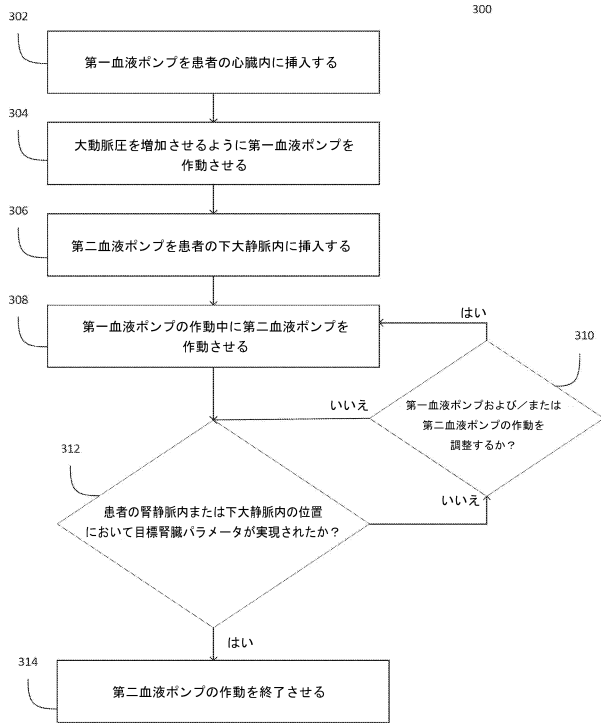 300
302
第一血液ポンプを患者の心臓内に挿入する
304
大動脈圧を増加させるように第一血液ポンプを
作動させる
306
第二血液ポンプを患者の下大静脈内に挿入する
308
第一血液ポンプの作動中に第二血液ポンプを
作動させる
はい
310
第一血液ポンプおよび／または
第二血液ポンプの作動を
調整するか？
いいえ
312
患者の腎静脈内または下大静脈内の位置
において目標腎臓パラメータが実現されたか？
いいえ
はい
314
第二血液ポンプの作動を終了させる